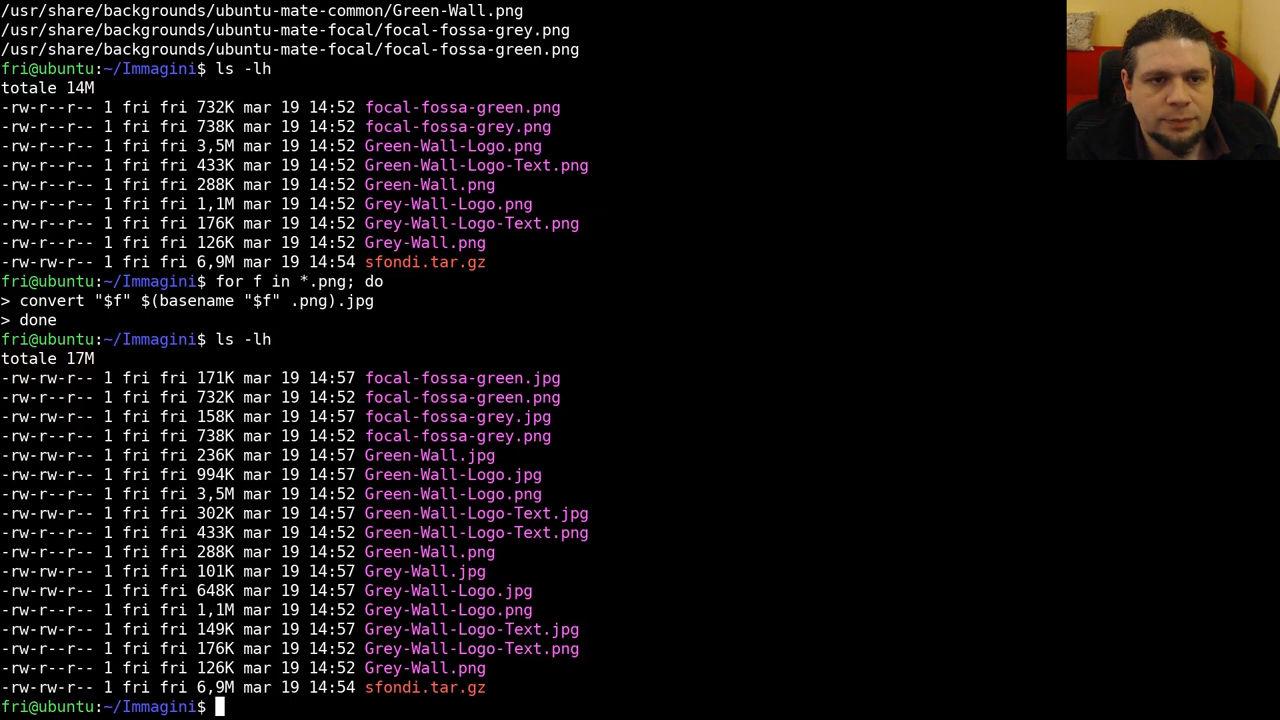 /usr/share/backgrounds/ubuntu-mate-common/Green-Wall.png
/usr/share/backgrounds/ubuntu-mate-focal/focal-fossa-grey.png
/usr/share/backgrounds/ubuntu-mate-focal/focal-fossa-green.png
fri@ubuntu:~/Immagini$ ls -lh
totale 14M
-rw-r--r-- 1 fri fri 732K mar 19 14:52 focal-fossa-green.png
-rw-r--r-- 1 fri fri 738K mar 19 14:52 focal-fossa-grey.png
-rw-r--r-- 1 fri fri 3,5M mar 19 14:52 Green-Wall-Logo.png
-rw-r--r-- 1 fri fri 433K mar 19 14:52 Green-Wall-Logo-Text.png
-rw-r--r-- 1 fri fri 288K mar 19 14:52 Green-Wall.png
-rw-r--r-- 1 fri fri 1,1M mar 19 14:52 Grey-Wall-Logo.png
-rw-r--r-- 1 fri fri 176K mar 19 14:52 Grey-Wall-Logo-Text.png
-rw-r--r-- 1 fri fri 126K mar 19 14:52 Grey-Wall.png
-rw-rw-r-- 1 fri fri 6,9M mar 19 14:54 sfondi.tar.gz
fri@ubuntu:~/Immagini$ for f in *.png; do
> convert "$f" $(basename "$f" .png).jpg
> done
fri@ubuntu:~/Immagini$ ls -lh
totale 17M
-rw-rw-r-- 1 fri fri 171K mar 19 14:57 focal-fossa-green.jpg
-rw-r--r-- 1 fri fri 732K mar 19 14:52 focal-fossa-green.png
-rw-rw-r-- 1 fri fri 158K mar 19 14:57 focal-fossa-grey.jpg
-rw-r--r-- 1 fri fri 738K mar 19 14:52 focal-fossa-grey.png
-rw-rw-r-- 1 fri fri 236K mar 19 14:57 Green-Wall.jpg
-rw-rw-r-- 1 fri fri 994K mar 19 14:57 Green-Wall-Logo.jpg
-rw-r--r-- 1 fri fri 3,5M mar 19 14:52 Green-Wall-Logo.png
-rw-rw-r-- 1 fri fri 302K mar 19 14:57 Green-Wall-Logo-Text.jpg
-rw-r--r-- 1 fri fri 433K mar 19 14:52 Green-Wall-Logo-Text.png
-rw-r--r-- 1 fri fri 288K mar 19 14:52 Green-Wall.png
-rw-rw-r-- 1 fri fri 101K mar 19 14:57 Grey-Wall.jpg
-rw-rw-r-- 1 fri fri 648K mar 19 14:57 Grey-Wall-Logo.jpg
-rw-r--r-- 1 fri fri 1,1M mar 19 14:52 Grey-Wall-Logo.png
-rw-rw-r-- 1 fri fri 149K mar 19 14:57 Grey-Wall-Logo-Text.jpg
-rw-r--r-- 1 fri fri 176K mar 19 14:52 Grey-Wall-Logo-Text.png
-rw-r--r-- 1 fri fri 126K mar 19 14:52 Grey-Wall.png
-rw-rw-r-- 1 fri fri 6,9M mar 19 14:54 sfondi.tar.gz
fri@ubuntu:~/Immagini$